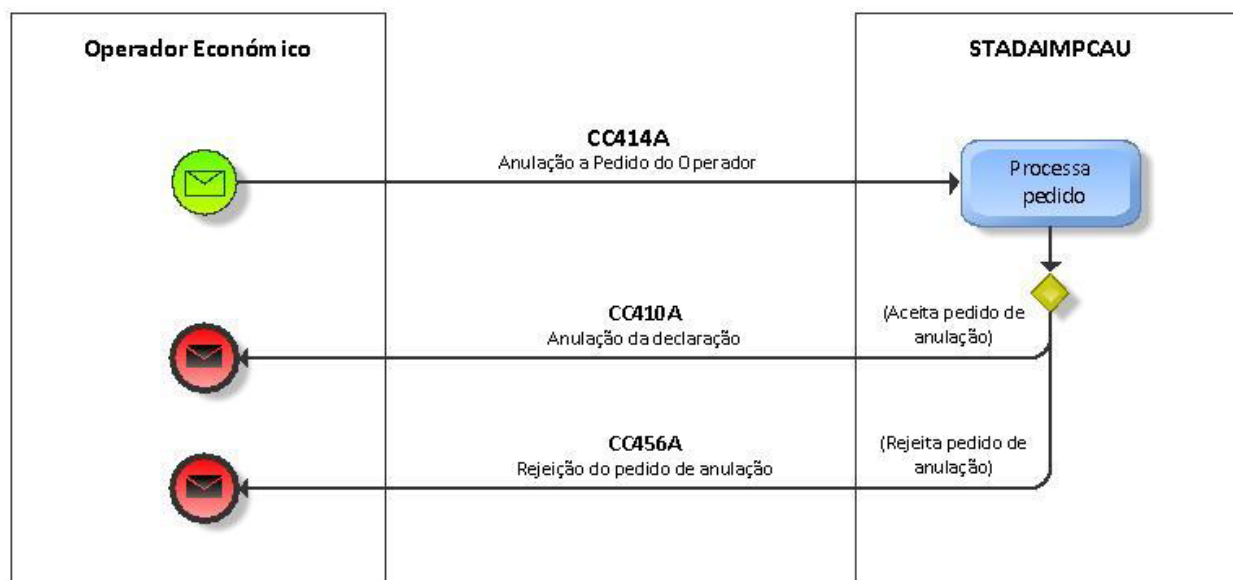 Operador Económico
STADAIMPCAU
CC414A
Anulação a Pedido do Operador
Processa
pedido
CC410A
Anulação da declaração
(Aceita pedido de
anulação)
CC456A
Rejeição do pedido de anulação
(Rejeita pedido de
anulação)